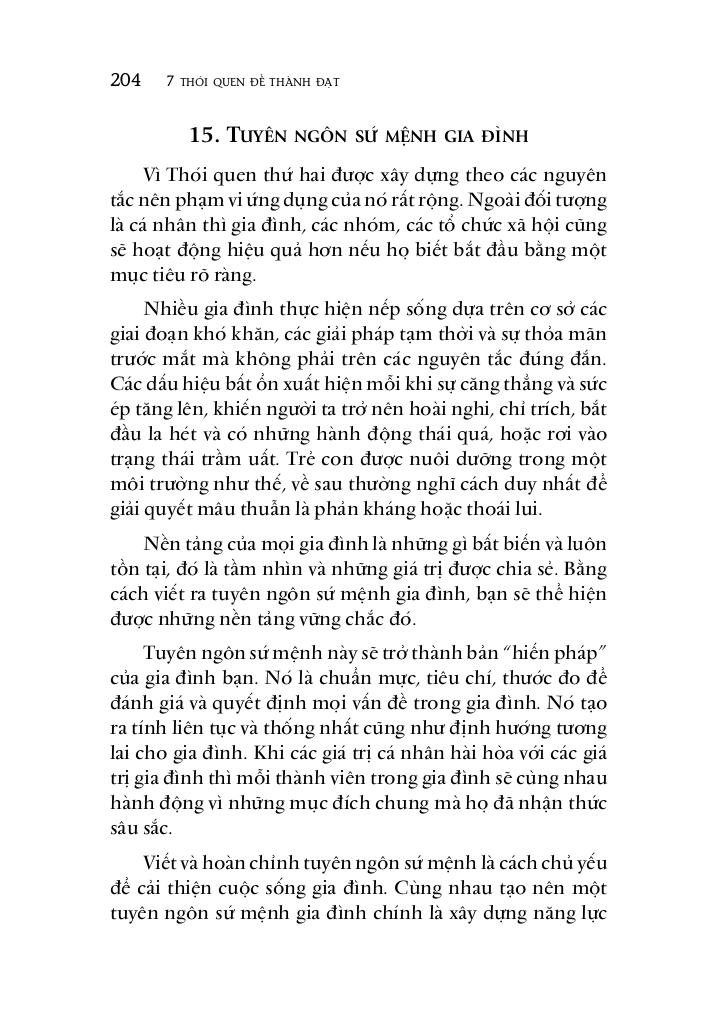 204 7 THÓI QUEN ĐỂ THÀNH ĐẠT
15. TUYÊN NGÔN SỨ MỆNH GIA ĐÌNH
Vì Thói quen thứ hai được xây dựng theo các nguyên
tắc nên phạm vi ứng dụng của nó rất rộng. Ngoài đối tượng
là cá nhân thì gia đình, các nhóm, các tổ chức xã hội cũng
sẽ hoạt động hiệu quả hơn nếu họ biết bắt đầu bằng một
mục tiêu rõ ràng.
Nhiều gia đình thực hiện nếp sống dựa trên cơ sở các
giai đoạn khó khăn, các giải pháp tạm thời và sự thỏa mãn
trước mắt mà không phải trên các nguyên tắc đúng đắn.
Các dấu hiệu bất ổn xuất hiện mỗi khi sự căng thẳng và sức
ép tăng lên, khiến người ta trở nên hoài nghi, chỉ trích, bắt
đầu la hét và có những hành động thái quá, hoặc rơi vào
trạng thái trầm uất. Trẻ con được nuôi dưỡng trong một
môi trường như thế, về sau thường nghĩ cách duy nhất để
giải quyết mâu thuẫn là phản kháng hoặc thoái lui.
Nền tảng của mọi gia đình là những gì bất biến và luôn
tồn tại, đó là tầm nhìn và những giá trị được chia sẻ. Bằng
cách viết ra tuyên ngôn sứ mệnh gia đình, bạn sẽ thể hiện
được những nền tảng vững chắc đó.
Tuyên ngôn sứ mệnh này sẽ trở thành bản “hiến pháp”
của gia đình bạn. Nó là chuẩn mực, tiêu chí, thước đo để
đánh giá và quyết định mọi vấn đề trong gia đình. Nó tạo
ra tính liên tục và thống nhất cũng như định hướng tương
lai cho gia đình. Khi các giá trị cá nhân hài hòa với các giá
trị gia đình thì mỗi thành viên trong gia đình sẽ cùng nhau
hành động vì những mục đích chung mà họ đã nhận thức
sâu sắc.
Viết và hoàn chỉnh tuyên ngôn sứ mệnh là cách chủ yếu
để cải thiện cuộc sống gia đình. Cùng nhau tạo nên một
tuyên ngôn sứ mệnh gia đình chính là xây dựng năng lực